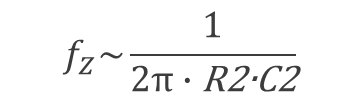 f_Z ~ 1 / (2π · R2·C2)